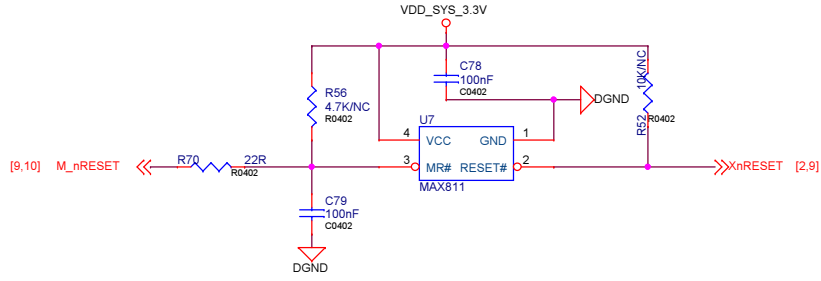 VDD_SYS_3.3V
C78
100nF
C0402
DGND
10K/NC
R52
R0402
R56
4.7K/NC
R0402
U7
4
VCC
GND
1
[9,10]
M_nRESET
R70
22R
R0402
3
MR#
RESET#
2
MAX811
XnRESET
[2,9]
C79
100nF
C0402
DGND